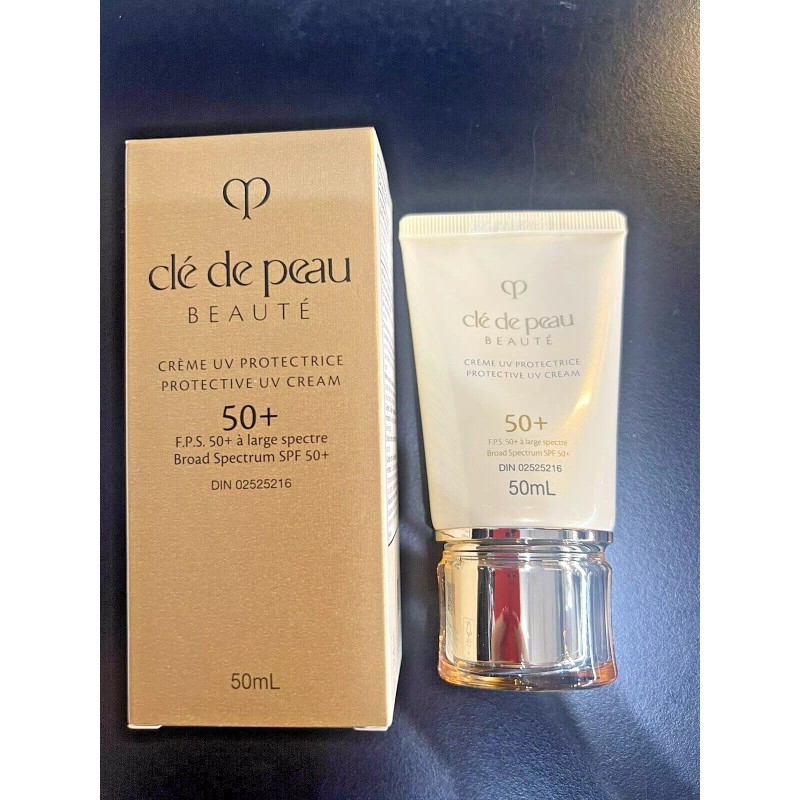 clé de peau
BEAUTÉ
CRÈME UV PROTECTRICE
PROTECTIVE UV CREAM
50+
F.P.S. 50+ à large spectre
Broad Spectrum SPF 50+
DIN 02525216
50mL
clé de peau
BEAUTÉ
CRÈME UV PROTECTRICE
PROTECTIVE UV CREAM
50+
F.P.S. 50+ à large spectre
Broad Spectrum SPF 50+
DIN 02525216
50mL